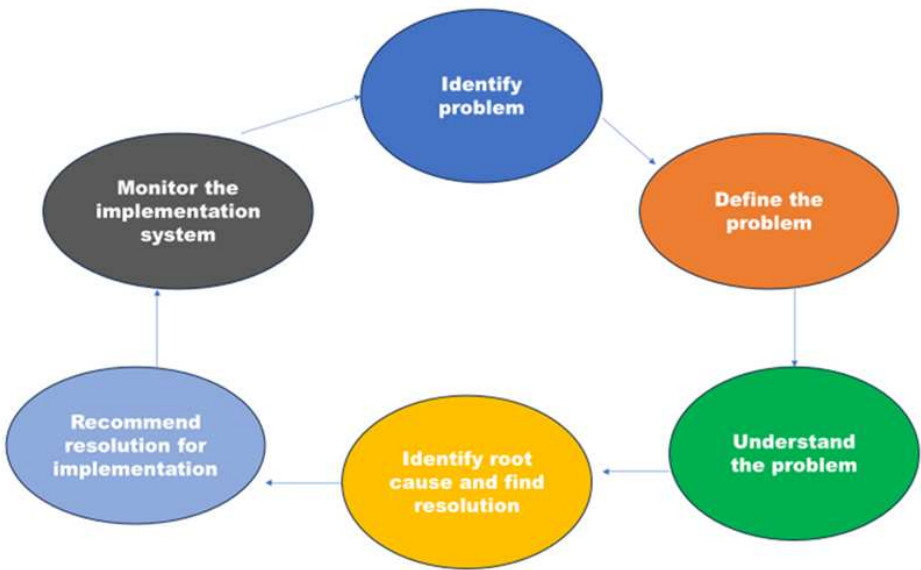 Identify
problem
Define the
problem
Understand
the problem
Identify root
cause and find
resolution
Recommend
resolution for
implementation
Monitor the
implementation
system